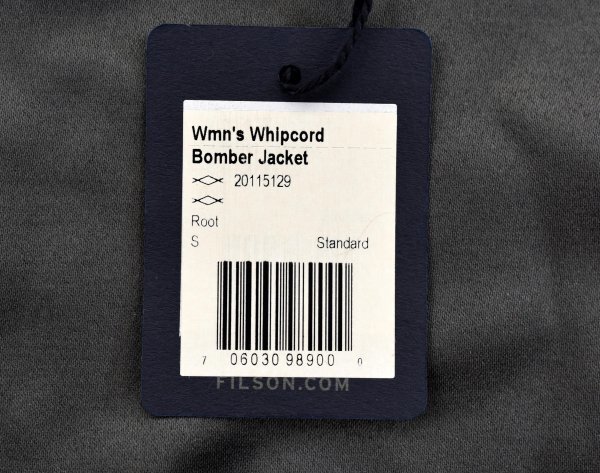 Wmn's Whipcord
Bomber Jacket
20115129
Root
S Standard
7 06030 98900 0
FILSON.COM